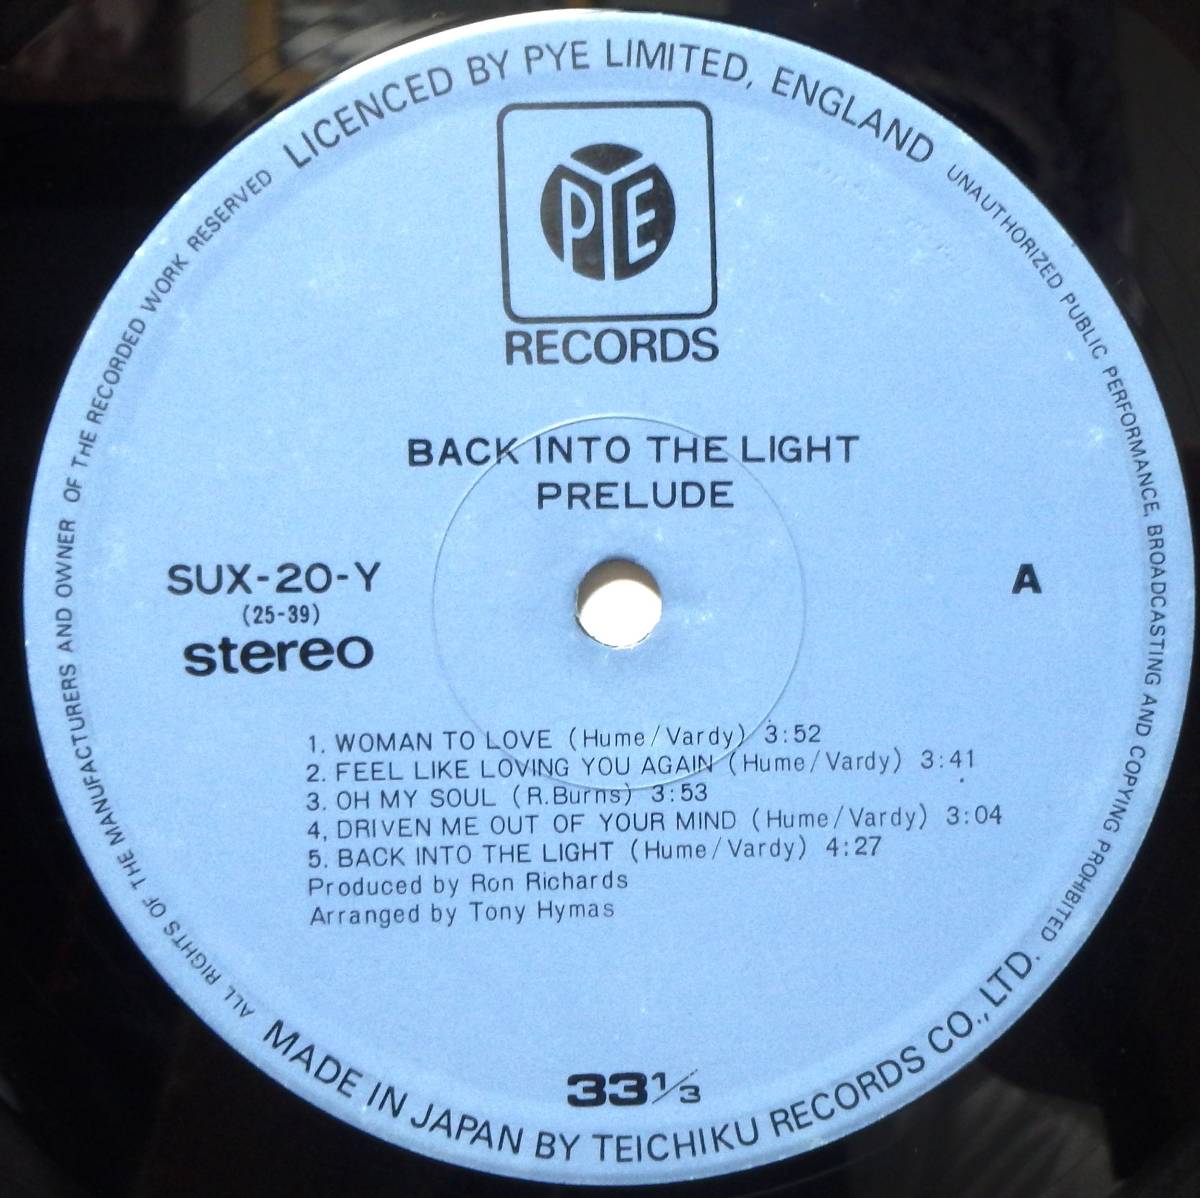 LICENCED BY PYE LIMITED, ENGLAND
UNAUTHORIZED PUBLIC PERFORMANCE, BROADCASTING AND COPYING PROHIBITED
PYE
RECORDS
BACK INTO THE LIGHT
PRELUDE
SUX-20-Y
(25-39)
stereo
A
1. WOMAN TO LOVE (Hume/Vardy) 3:52
2. FEEL LIKE LOVING YOU AGAIN (Hume/Vardy) 3:41
3. OH MY SOUL (R.Burns) 3:53
4, DRIVEN ME OUT OF YOUR MIND (Hume/Vardy) 3:04
5. BACK INTO THE LIGHT (Hume/Vardy) 4:27
Produced by Ron Richards
Arranged by Tony Hymas
33 1/3
MADE IN JAPAN BY TEICHIKU RECORDS CO., LTD.
ALL RIGHTS OF THE MANUFACTURERS AND OWNER OF THE RECORDED WORK RESERVED